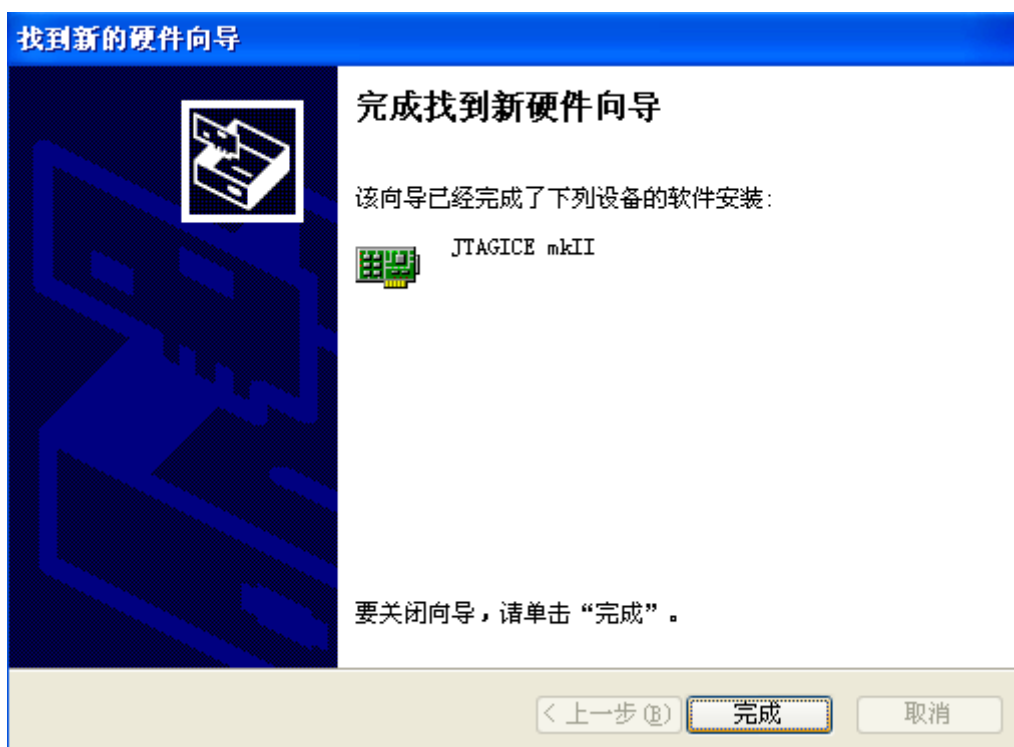 找到新的硬件向导
完成找到新硬件向导
该向导已经完成了下列设备的软件安装:
JTAGICE mkII
要关闭向导，请单击“完成”。
< 上一步(B)
完成
取消